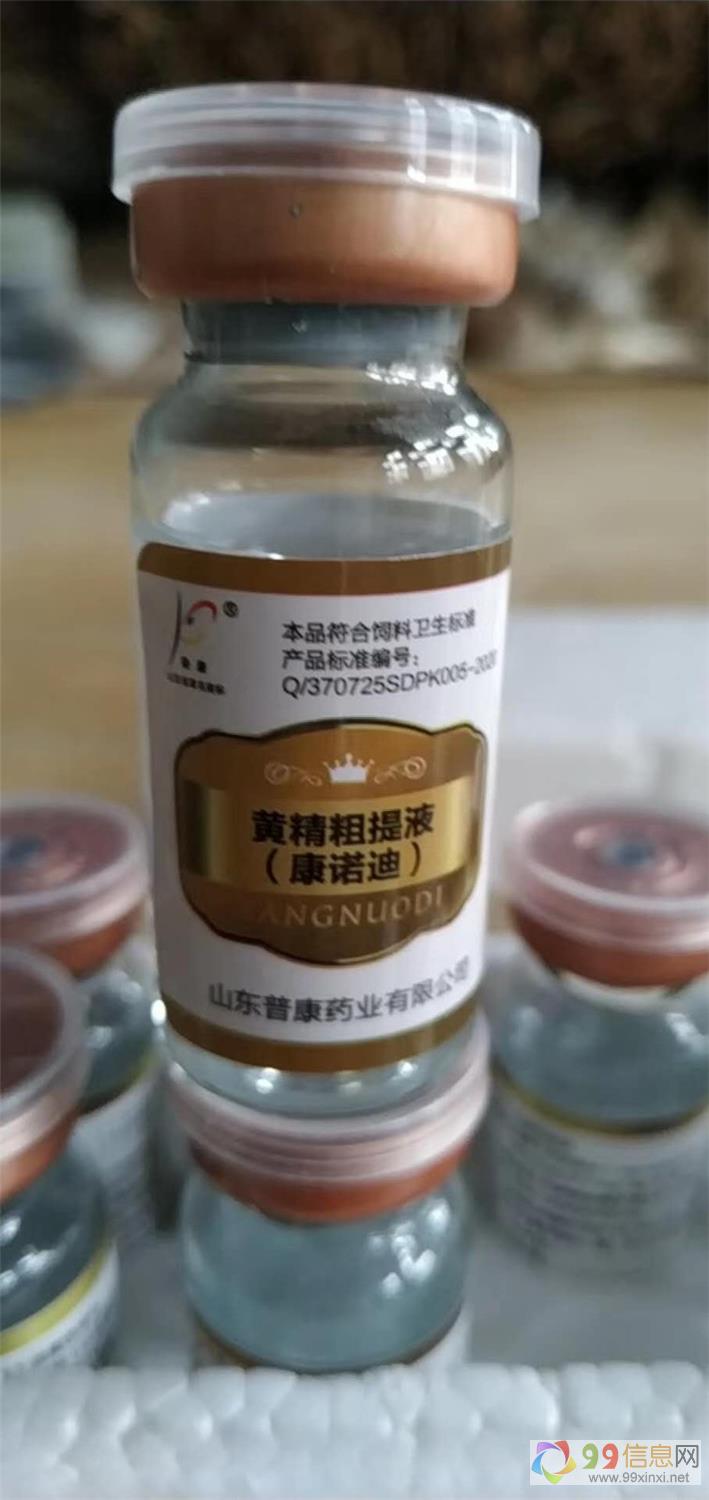 ®
本品符合饲料卫生标准
产品标准编号：
Q/370725SDPK005-2020
黄精粗提液
（康诺迪）
KANGNUODI
山东普康药业有限公司
99信息网
www.99xinxi.net